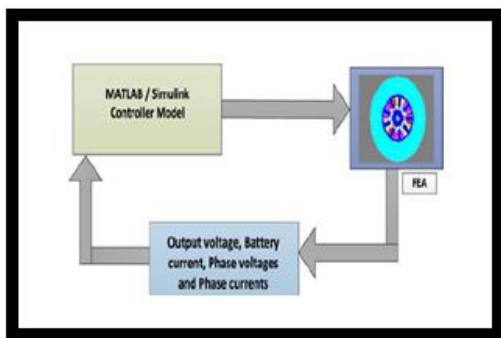 MATLAB / Simulink
Controller Model
FEA
Output voltage, Battery
current, Phase voltages
and Phase currents